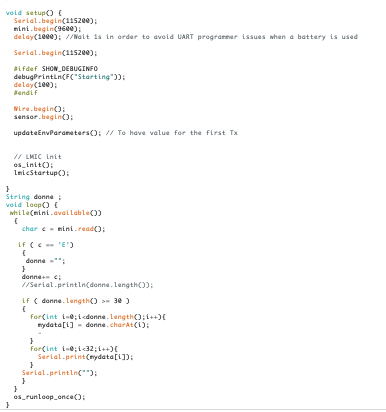 void setup() {
Serial.begin(115200);
mini.begin(9600);
delay(1000); //Wait 1s in order to avoid UART programmer issues when a battery is used
Serial.begin(115200);
#ifdef SHOW_DEBUGINFO
debugPrintLn(F("Starting"));
delay(100);
#endif
Wire.begin();
sensor.begin();
updateEnvParameters(); // To have value for the first Tx
// LMIC init
os_init();
lmicStartup();
}
String donne ;
void loop() {
while(mini.available())
{
char c = mini.read();
if ( c == 'E')
{
donne ="";
}
donne+= c;
//Serial.println(donne.length());
if ( donne.length() >= 30 )
{
for(int i=0;i<donne.length();i++){
mydata[i] = donne.charAt(i);
}
for(int i=0;i<32;i++){
Serial.print(mydata[i]);
}
Serial.println("");
}
}
os_runloop_once();
}